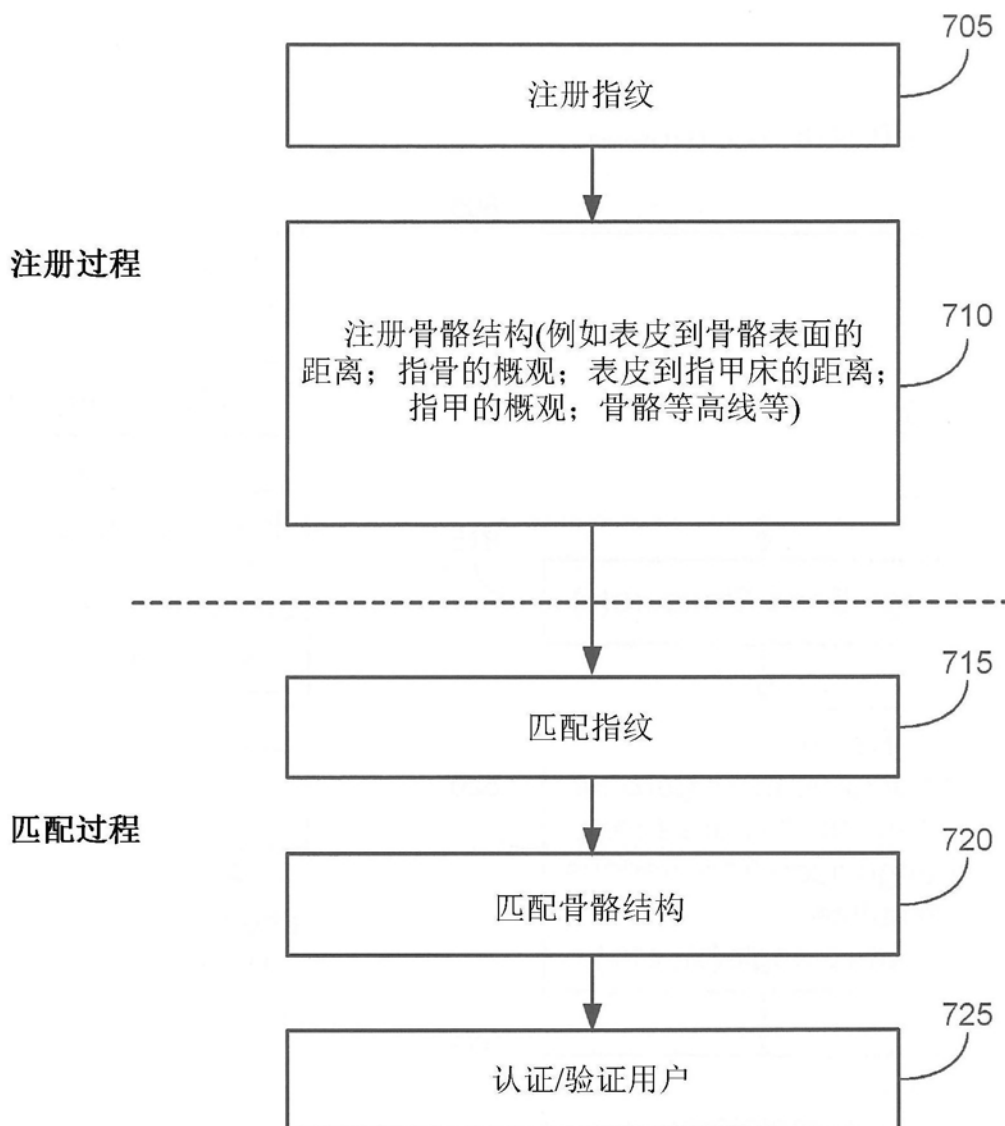 705
注册指纹
注册过程
710
注册骨骼结构(例如表皮到骨骼表面的
距离；指骨的概观；表皮到指甲床的距离；
指甲的概观；骨骼等高线等)
715
匹配指纹
匹配过程
720
匹配骨骼结构
725
认证/验证用户